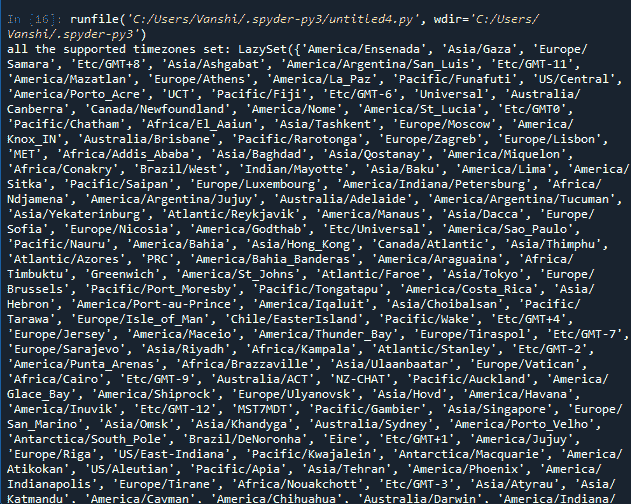 In [16]: runfile('C:/Users/Vanshi/.spyder-py3/untitled4.py', wdir='C:/Users/
Vanshi/.spyder-py3')
all the supported timezones set: LazySet({'America/Ensenada', 'Asia/Gaza', 'Europe/
Samara', 'Etc/GMT+8', 'Asia/Ashgabat', 'America/Argentina/San_Luis', 'Etc/GMT-11',
'America/Mazatlan', 'Europe/Athens', 'America/La_Paz', 'Pacific/Funafuti', 'US/Central',
'America/Porto_Acre', 'UCT', 'Pacific/Fiji', 'Etc/GMT-6', 'Universal', 'Australia/
Canberra', 'Canada/Newfoundland', 'America/Nome', 'America/St_Lucia', 'Etc/GMT0',
'Pacific/Chatham', 'Africa/El_Aaiun', 'Asia/Tashkent', 'Europe/Moscow', 'America/
Knox_IN', 'Australia/Brisbane', 'Pacific/Rarotonga', 'Europe/Zagreb', 'Europe/Lisbon',
'MET', 'Africa/Addis_Ababa', 'Asia/Baghdad', 'Asia/Qostanay', 'America/Miquelon',
'Africa/Conakry', 'Brazil/West', 'Indian/Mayotte', 'Asia/Baku', 'America/Lima', 'America/
Sitka', 'Pacific/Saipan', 'Europe/Luxembourg', 'America/Indiana/Petersburg', 'Africa/
Ndjamena', 'America/Argentina/Jujuy', 'Australia/Adelaide', 'America/Argentina/Tucuman',
'Asia/Yekaterinburg', 'Atlantic/Reykjavik', 'America/Manaus', 'Asia/Dacca', 'Europe/
Sofia', 'Europe/Nicosia', 'America/Godthab', 'Etc/Universal', 'America/Sao_Paulo',
'Pacific/Nauru', 'America/Bahia', 'Asia/Hong_Kong', 'Canada/Atlantic', 'Asia/Thimphu',
'Atlantic/Azores', 'PRC', 'America/Bahia_Banderas', 'America/Araguaina', 'Africa/
Timbuktu', 'Greenwich', 'America/St_Johns', 'Atlantic/Faroe', 'Asia/Tokyo', 'Europe/
Brussels', 'Pacific/Port_Moresby', 'Pacific/Tongatapu', 'America/Costa_Rica', 'Asia/
Hebron', 'America/Port-au-Prince', 'America/Iqaluit', 'Asia/Choibalsan', 'Pacific/
Tarawa', 'Europe/Isle_of_Man', 'Chile/EasterIsland', 'Pacific/Wake', 'Etc/GMT+4',
'Europe/Jersey', 'America/Maceio', 'America/Thunder_Bay', 'Europe/Tiraspol', 'Etc/GMT-7',
'Europe/Sarajevo', 'Asia/Riyadh', 'Africa/Kampala', 'Atlantic/Stanley', 'Etc/GMT-2',
'America/Punta_Arenas', 'Africa/Brazzaville', 'Asia/Ulaanbaatar', 'Europe/Vatican',
'Africa/Cairo', 'Etc/GMT-9', 'Australia/ACT', 'NZ-CHAT', 'Pacific/Auckland', 'America/
Glace_Bay', 'America/Shiprock', 'Europe/Ulyanovsk', 'Asia/Hovd', 'America/Havana',
'America/Inuvik', 'Etc/GMT-12', 'MST7MDT', 'Pacific/Gambier', 'Asia/Singapore', 'Europe/
San_Marino', 'Asia/Omsk', 'Asia/Khandyga', 'Australia/Sydney', 'America/Porto_Velho',
'Antarctica/South_Pole', 'Brazil/DeNoronha', 'Eire', 'Etc/GMT+1', 'America/Jujuy',
'Europe/Riga', 'US/East-Indiana', 'Pacific/Kwajalein', 'Antarctica/Macquarie', 'America/
Atikokan', 'US/Aleutian', 'Pacific/Apia', 'Asia/Tehran', 'America/Phoenix', 'America/
Indianapolis', 'Europe/Tirane', 'Africa/Nouakchott', 'Etc/GMT-3', 'Asia/Atyrau', 'Asia/
Katmandu', 'America/Cayman', 'America/Chihuahua', 'Australia/Darwin', 'America/Indiana/